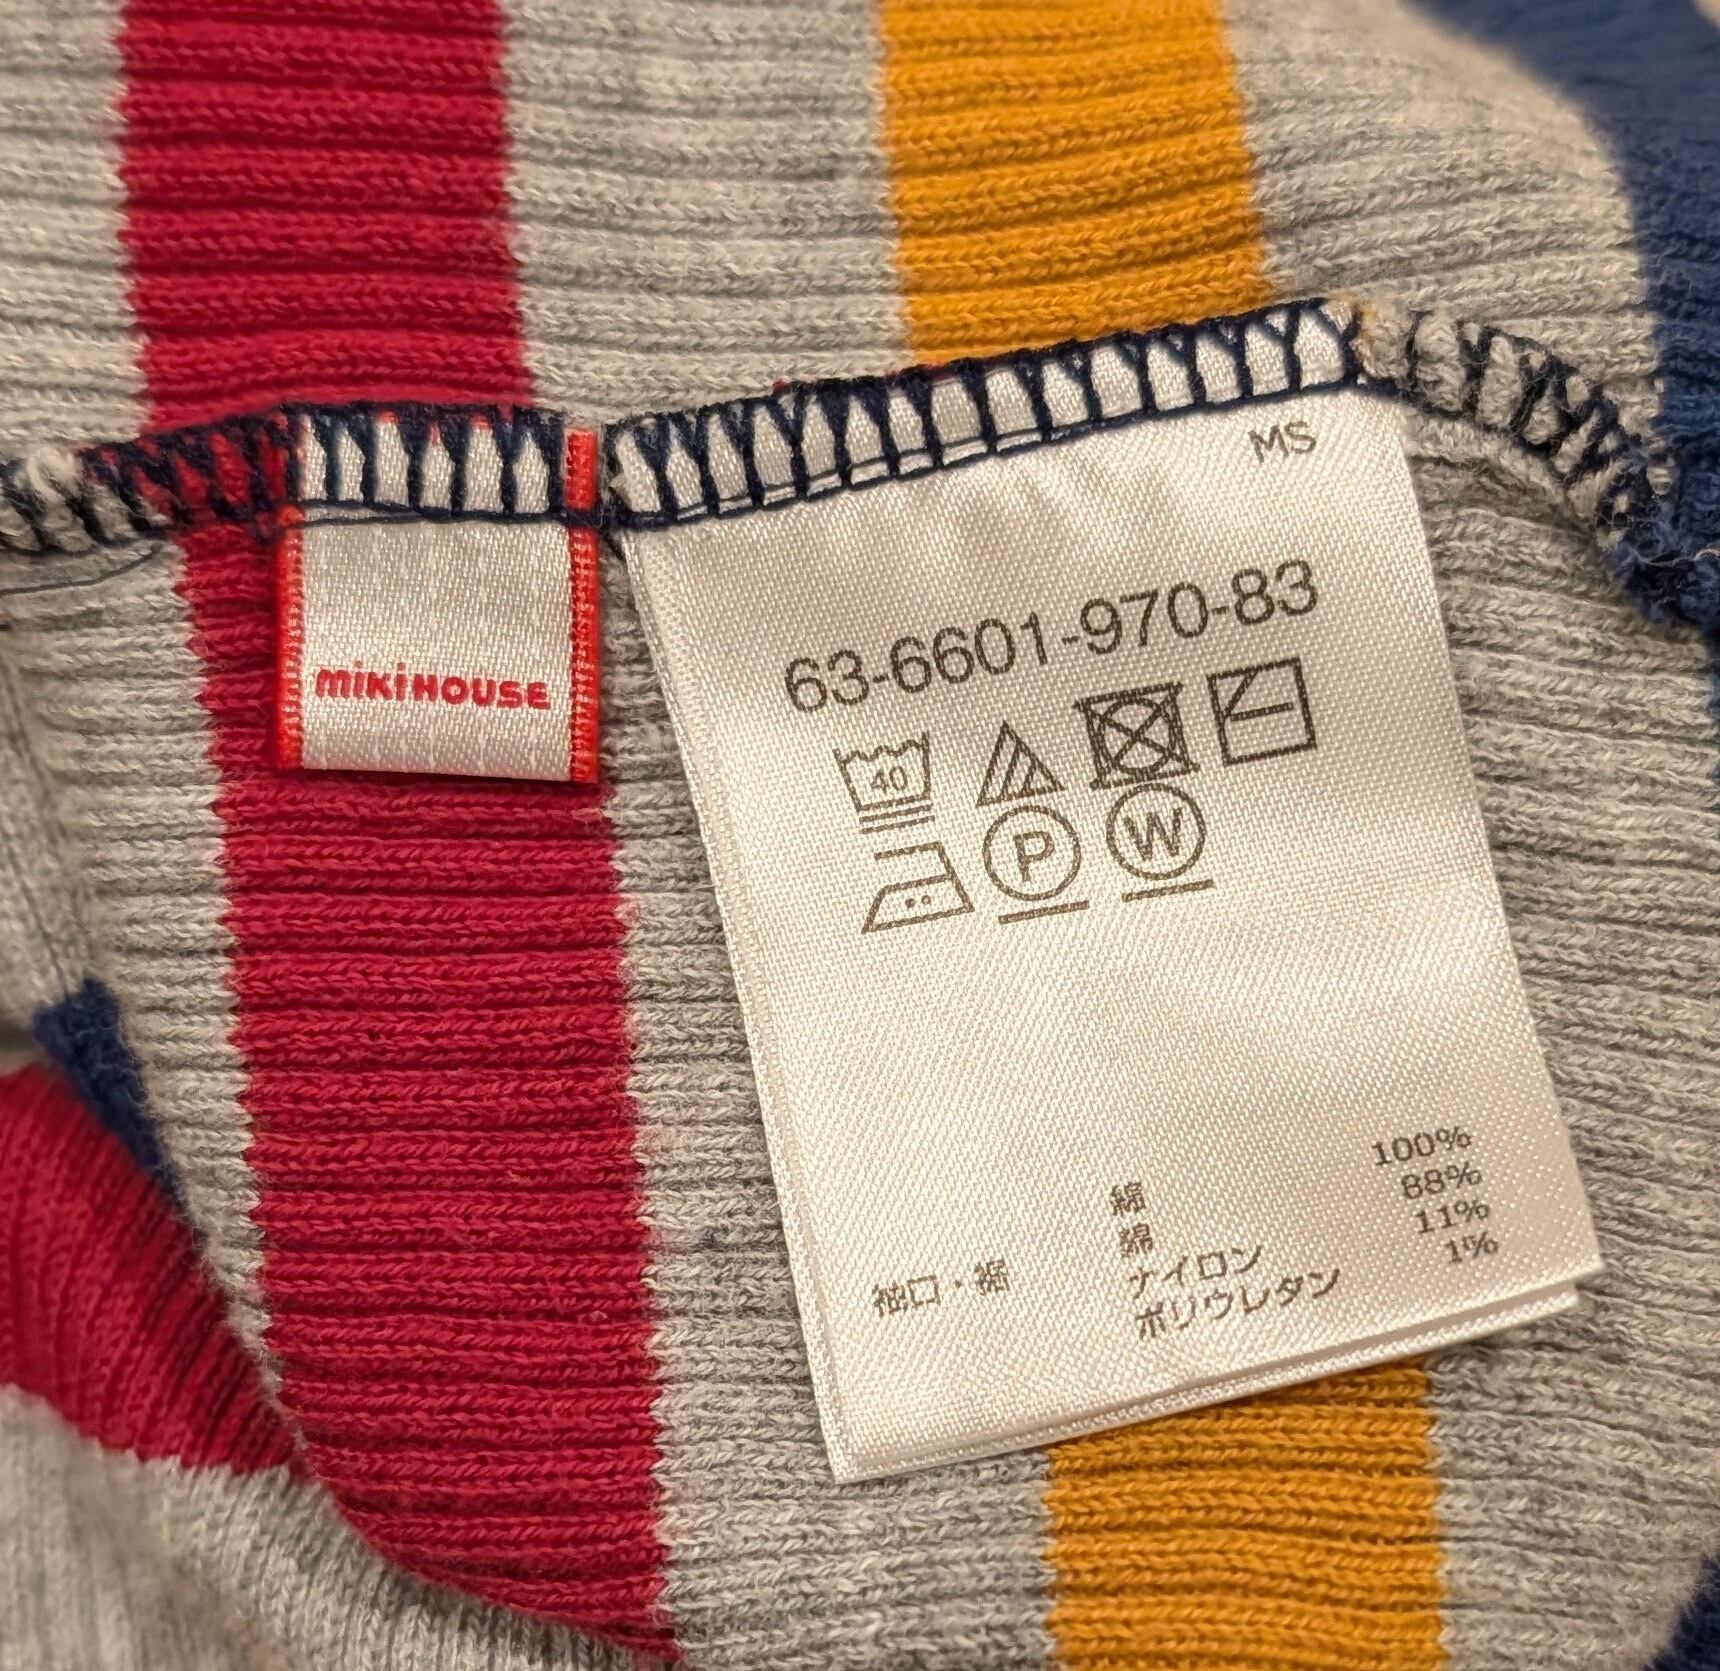 MS
miKiHOUSE
63-6601-970-83
40
P W
綿 100%
袖口・裾 綿 88%
ナイロン 11%
ポリウレタン 1%